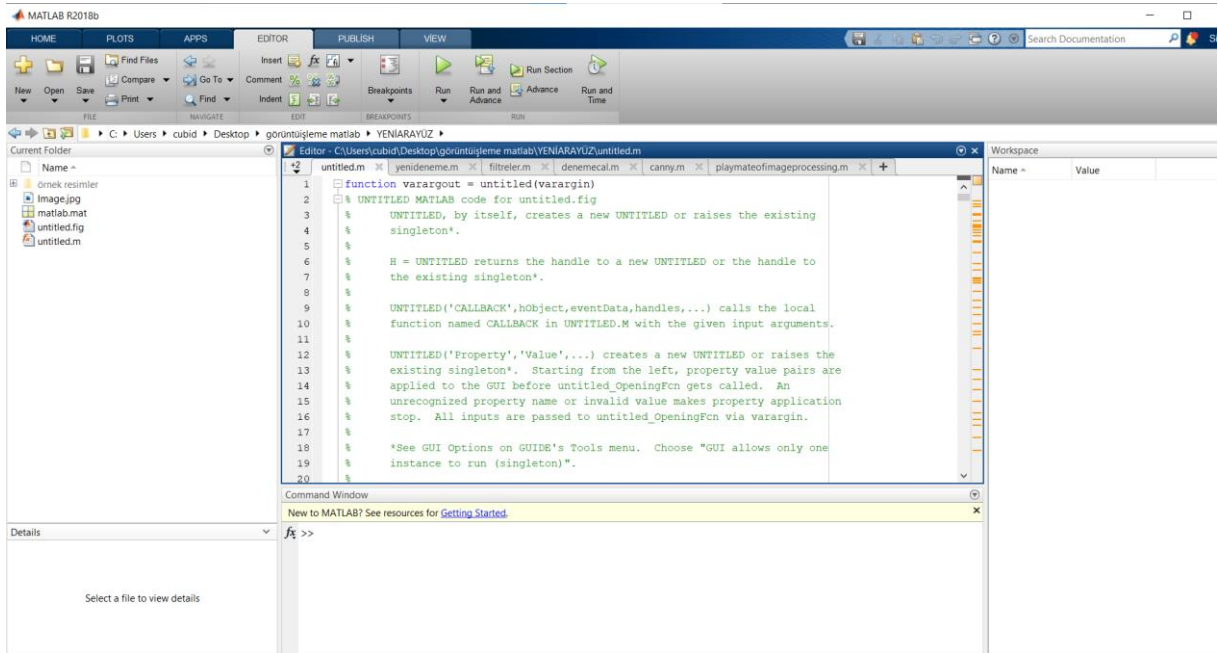 MATLAB R2018b
HOME PLOTS APPS EDITOR PUBLISH VIEW
Search Documentation
New Open Save
Find Files
Compare
Print
Go To
Find
Insert
Comment
Indent
Breakpoints
Run
Run and Advance
Run Section
Advance
Run and Time
FILE NAVIGATE EDIT BREAKPOINTS RUN
C: Users cubid Desktop görüntüişleme matlab YENİARAYÜZ
Current Folder
Name
örnek resimler
Image.jpg
matlab.mat
untitled.fig
untitled.m
Details
Select a file to view details
Editor - C:\Users\cubid\Desktop\görüntüişleme matlab\YENİARAYÜZ\untitled.m
+2 untitled.m yenideneme.m filtreler.m denemecal.m canny.m playmateofimageprocessing.m +
1 function varargout = untitled(varargin)
2 % UNTITLED MATLAB code for untitled.fig
3 % UNTITLED, by itself, creates a new UNTITLED or raises the existing
4 % singleton*.
5 %
6 % H = UNTITLED returns the handle to a new UNTITLED or the handle to
7 % the existing singleton*.
8 %
9 % UNTITLED('CALLBACK',hObject,eventData,handles,...) calls the local
10 % function named CALLBACK in UNTITLED.M with the given input arguments.
11 %
12 % UNTITLED('Property','Value',...) creates a new UNTITLED or raises the
13 % existing singleton*. Starting from the left, property value pairs are
14 % applied to the GUI before untitled_OpeningFcn gets called. An
15 % unrecognized property name or invalid value makes property application
16 % stop. All inputs are passed to untitled_OpeningFcn via varargin.
17 %
18 % *See GUI Options on GUIDE's Tools menu. Choose "GUI allows only one
19 % instance to run (singleton)".
20 %
Command Window
New to MATLAB? See resources for Getting Started.
fx >>
Workspace
Name Value